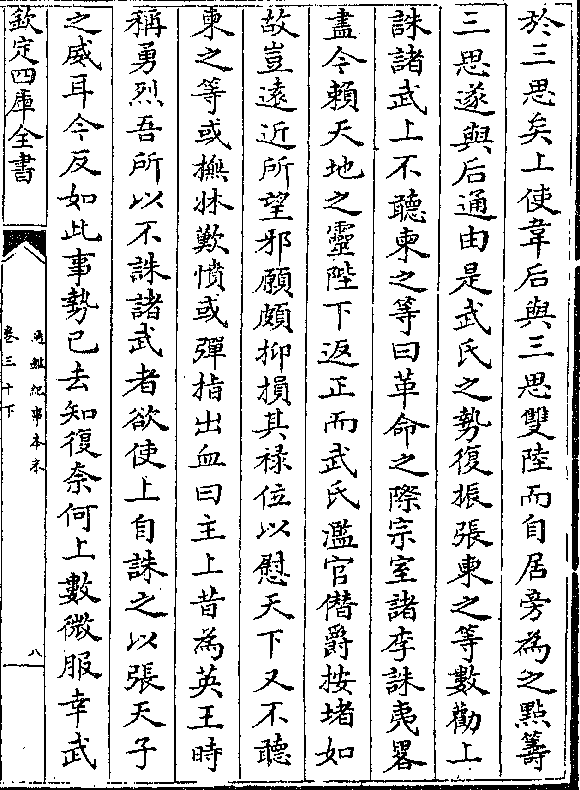 於三思矣上使韋后與三思雙陸而自居旁為之點籌
三思遂與后通由是武氏之勢復振張柬之等數勸上
誅諸武上不聽柬之等曰革命之際宗室諸李誅夷畧
盡今賴天地之靈陛下返正而武氏濫官僣爵按堵如
故豈遠近所望邪願頗抑損其禄位以慰天下又不聽
柬之等或撫牀歎憤或彈指出血曰主上昔為英王時
稱勇烈吾所以不誅諸武者欲使上自誅之以張天子
之威耳今反如此事勢已去知復奈何上數微服幸武
欽定四庫全書
通鑑紀事本末
卷三十下
八